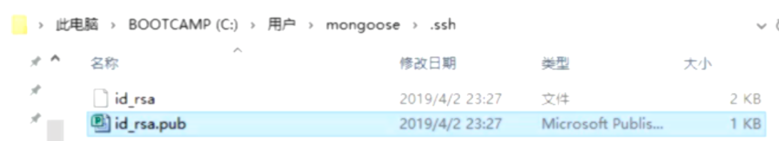 此电脑 > BOOTCAMP (C:) > 用户 > mongoose > .ssh
名称 修改日期 类型 大小
id_rsa 2019/4/2 23:27 文件 2 KB
id_rsa.pub 2019/4/2 23:27 Microsoft Publis... 1 KB